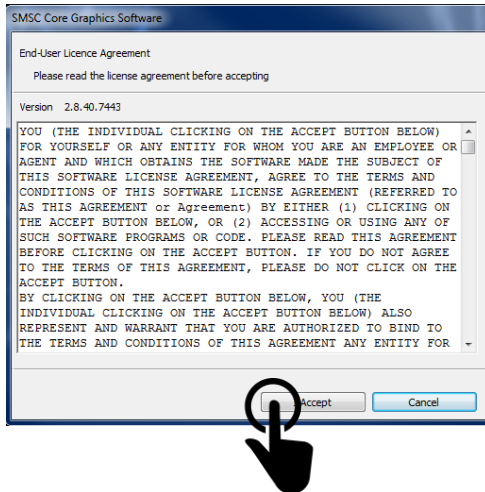 SMSC Core Graphics Software
End-User Licence Agreement
Please read the license agreement before accepting
Version 2.8.40.7443
YOU (THE INDIVIDUAL CLICKING ON THE ACCEPT BUTTON BELOW)
FOR YOURSELF OR ANY ENTITY FOR WHOM YOU ARE AN EMPLOYEE OR
AGENT AND WHICH OBTAINS THE SOFTWARE MADE THE SUBJECT OF
THIS SOFTWARE LICENSE AGREEMENT, AGREE TO THE TERMS AND
CONDITIONS OF THIS SOFTWARE LICENSE AGREEMENT (REFERRED TO
AS THIS AGREEMENT or Agreement) BY EITHER (1) CLICKING ON
THE ACCEPT BUTTON BELOW, OR (2) ACCESSING OR USING ANY OF
SUCH SOFTWARE PROGRAMS OR CODE. PLEASE READ THIS AGREEMENT
BEFORE CLICKING ON THE ACCEPT BUTTON. IF YOU DO NOT AGREE
TO THE TERMS OF THIS AGREEMENT, PLEASE DO NOT CLICK ON THE
ACCEPT BUTTON.
BY CLICKING ON THE ACCEPT BUTTON BELOW, YOU (THE
INDIVIDUAL CLICKING ON THE ACCEPT BUTTON BELOW) ALSO
REPRESENT AND WARRANT THAT YOU ARE AUTHORIZED TO BIND TO
THE TERMS AND CONDITIONS OF THIS AGREEMENT ANY ENTITY FOR
Accept
Cancel